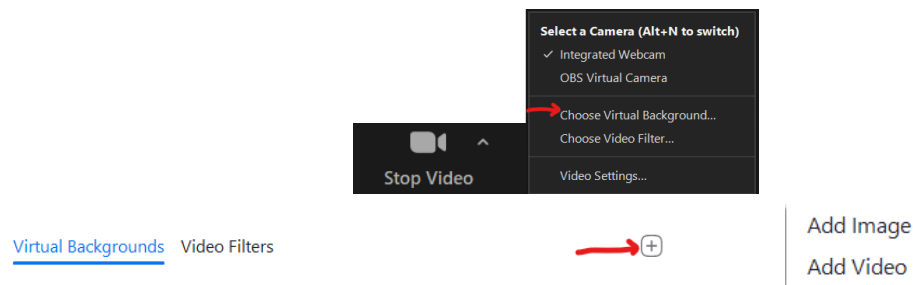 Select a Camera (Alt+N to switch)
Integrated Webcam
OBS Virtual Camera
Choose Virtual Background...
Choose Video Filter...
Stop Video
Video Settings...
Virtual Backgrounds Video Filters
Add Image
Add Video